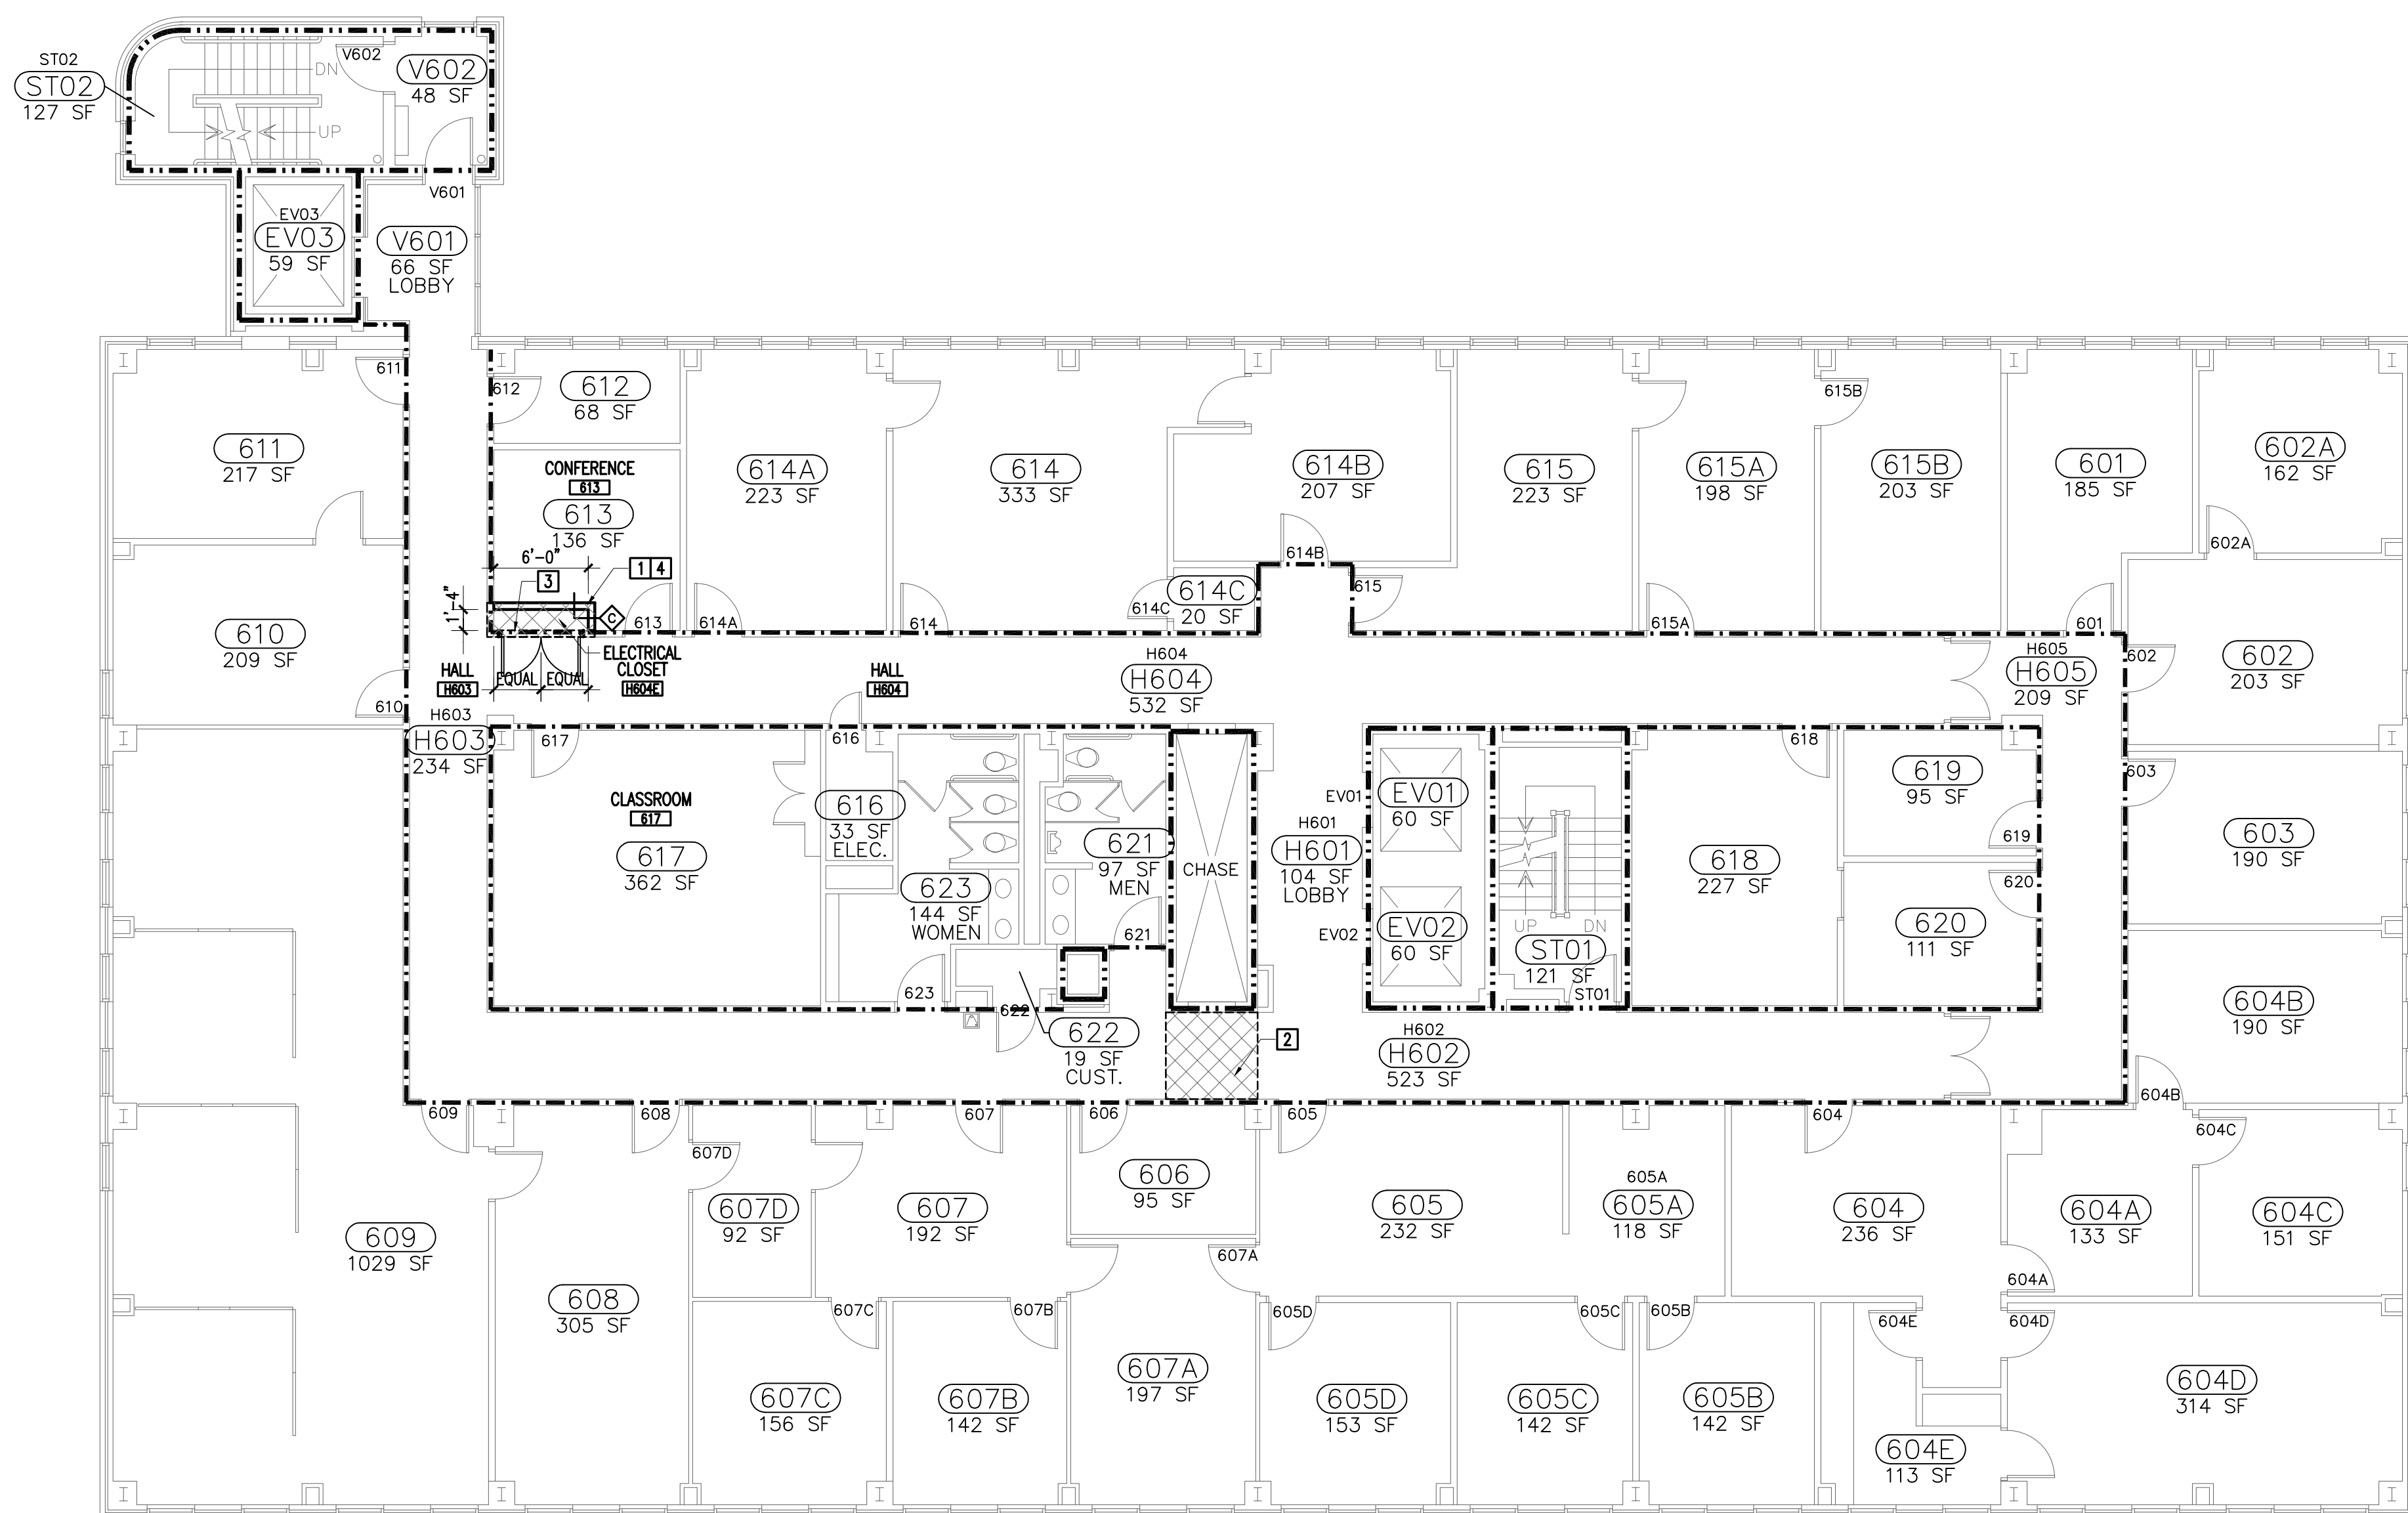 ST02
ST02
127 SF
V602
DN
V602
48 SF
UP
V601
EV03
EV03
59 SF
V601
66 SF
LOBBY
611
611
217 SF
612
612
68 SF
CONFERENCE
613
613
136 SF
614A
223 SF
614
333 SF
614B
207 SF
615
223 SF
615A
198 SF
615B
615B
203 SF
601
185 SF
602A
162 SF
602A
6'-0"
3
1 4
1'-4"
C
613
614A
614
614C
614C
20 SF
614B
615
615A
601
610
209 SF
610
HALL
H603
EQUAL
EQUAL
ELECTRICAL
CLOSET
H604E
HALL
H604
H604
H604
532 SF
H605
H605
209 SF
602
602
203 SF
H603
H603
234 SF
617
616
618
CLASSROOM
617
617
362 SF
616
33 SF
ELEC.
623
144 SF
WOMEN
621
97 SF
MEN
621
CHASE
EV01
EV01
60 SF
H601
H601
104 SF
LOBBY
EV02
EV02
60 SF
UP
DN
ST01
121 SF
ST01
618
227 SF
619
95 SF
619
620
620
111 SF
603
603
190 SF
623
622
622
19 SF
CUST.
2
H602
H602
523 SF
604B
190 SF
604B
609
608
607
606
605
604
604C
609
1029 SF
608
305 SF
607D
607D
92 SF
607
192 SF
606
95 SF
607A
605
232 SF
605A
605A
118 SF
604
236 SF
604A
133 SF
604A
604C
151 SF
607C
607B
605D
605C
605B
604E
604D
607C
156 SF
607B
142 SF
607A
197 SF
605D
153 SF
605C
142 SF
605B
142 SF
604E
113 SF
604D
314 SF